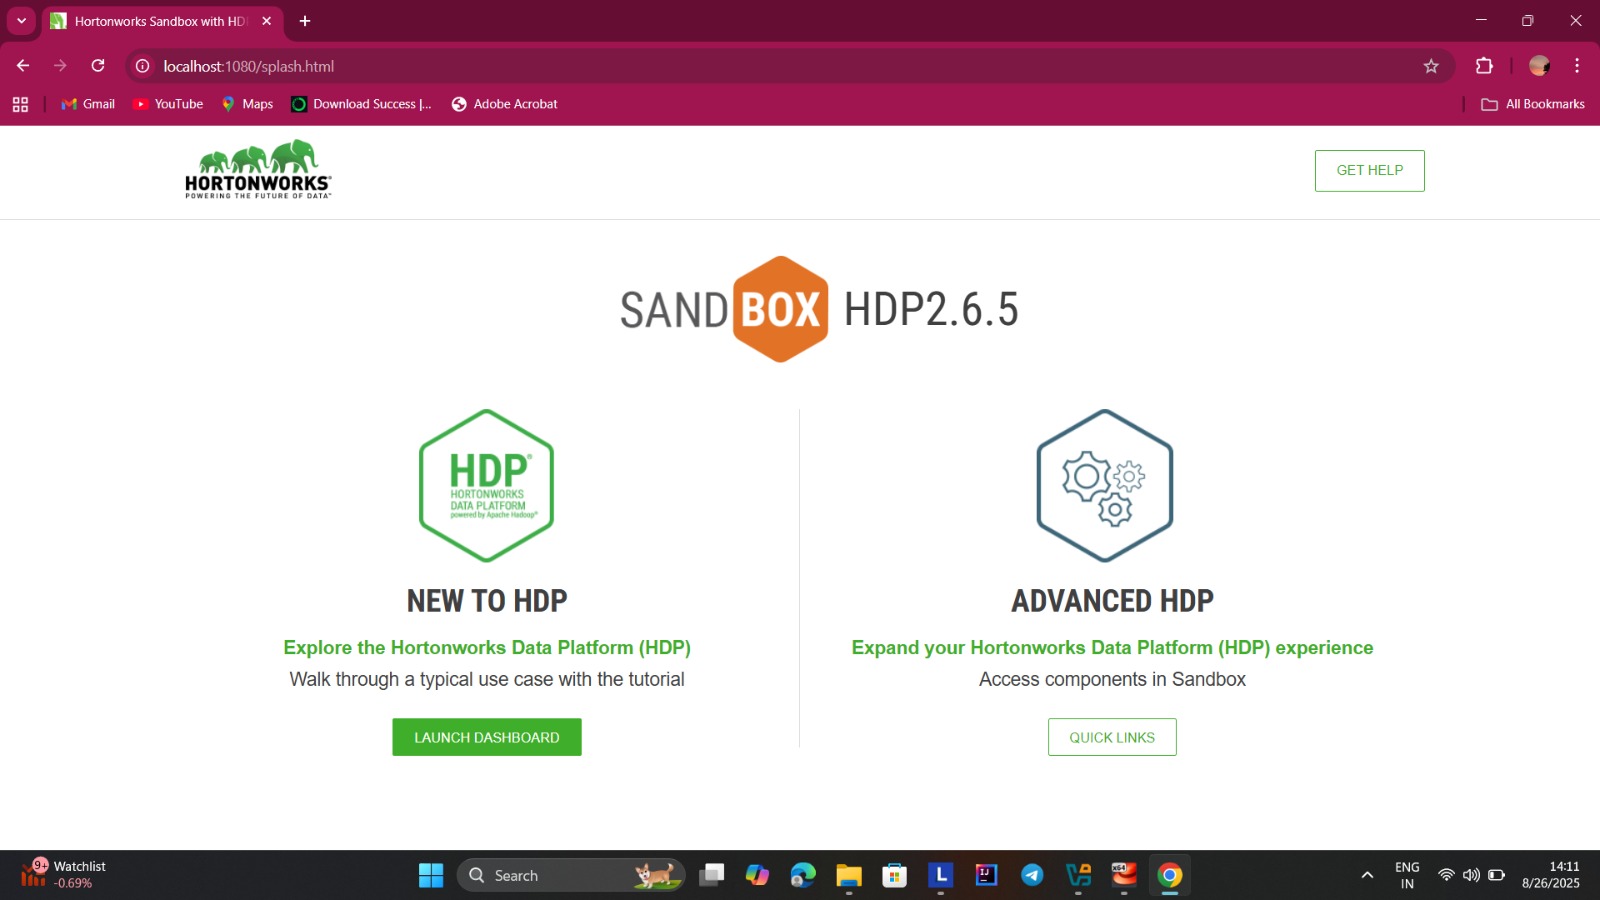 Hortonworks Sandbox with HD
localhost:1080/splash.html
Gmail
YouTube
Maps
Download Success |...
Adobe Acrobat
All Bookmarks
HORTONWORKS
POWERING THE FUTURE OF DATA™
GET HELP
SANDBOX HDP2.6.5
HDP®
HORTONWORKS
DATA PLATFORM
powered by Apache Hadoop®
NEW TO HDP
ADVANCED HDP
Explore the Hortonworks Data Platform (HDP)
Expand your Hortonworks Data Platform (HDP) experience
Walk through a typical use case with the tutorial
Access components in Sandbox
LAUNCH DASHBOARD
QUICK LINKS
9+
Watchlist
-0.69%
Search
L
IJ
ENG
IN
14:11
8/26/2025